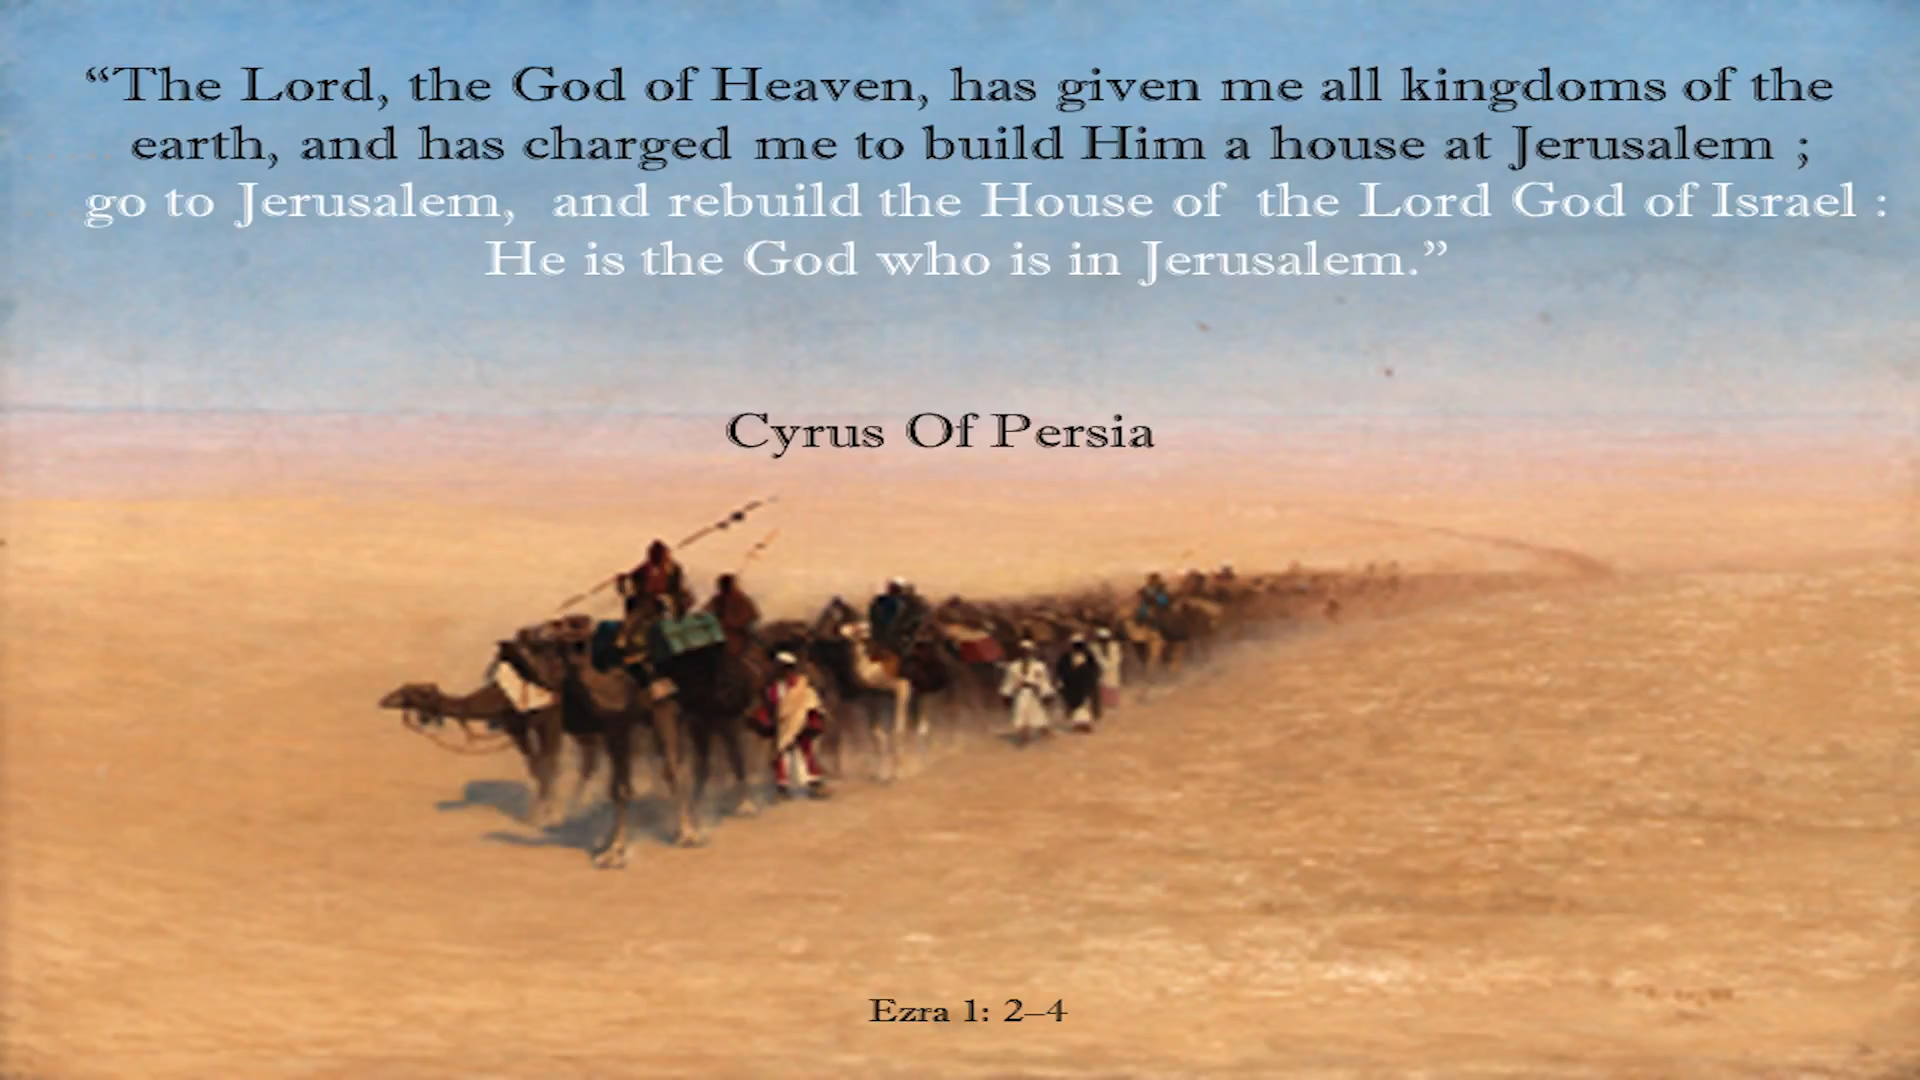 “The Lord, the God of Heaven, has given me all kingdoms of the
earth, and has charged me to build Him a house at Jerusalem ;
go to Jerusalem, and rebuild the House of the Lord God of Israel :
He is the God who is in Jerusalem.”
Cyrus Of Persia
Ezra 1: 2–4